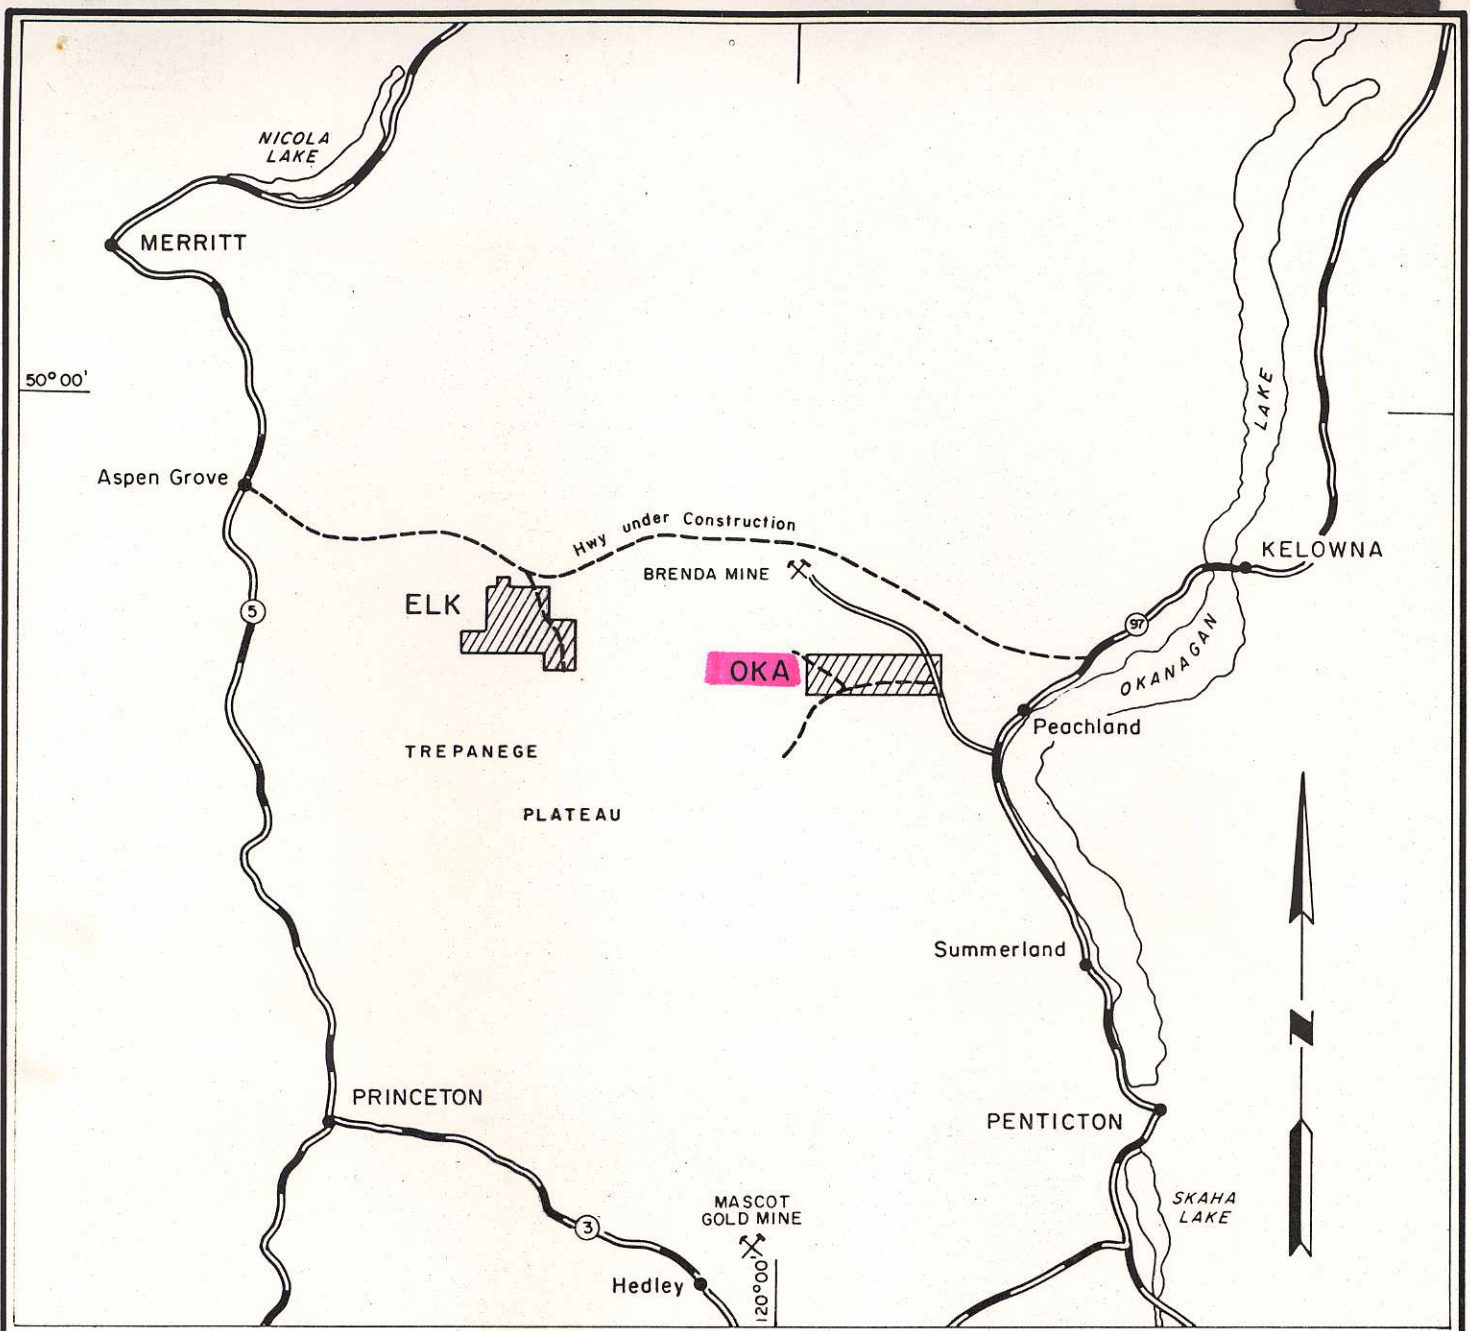 NICOLA
LAKE
MERRITT
50°00'
LAKE
Aspen Grove
Hwy under Construction
KELOWNA
BRENDA MINE
ELK
5
97
OKANAGAN
OKA
Peachland
TREPANEGE
PLATEAU
Summerland
N
PRINCETON
PENTICTON
MASCOT
GOLD MINE
SKAHA
LAKE
3
Hedley
120°00'